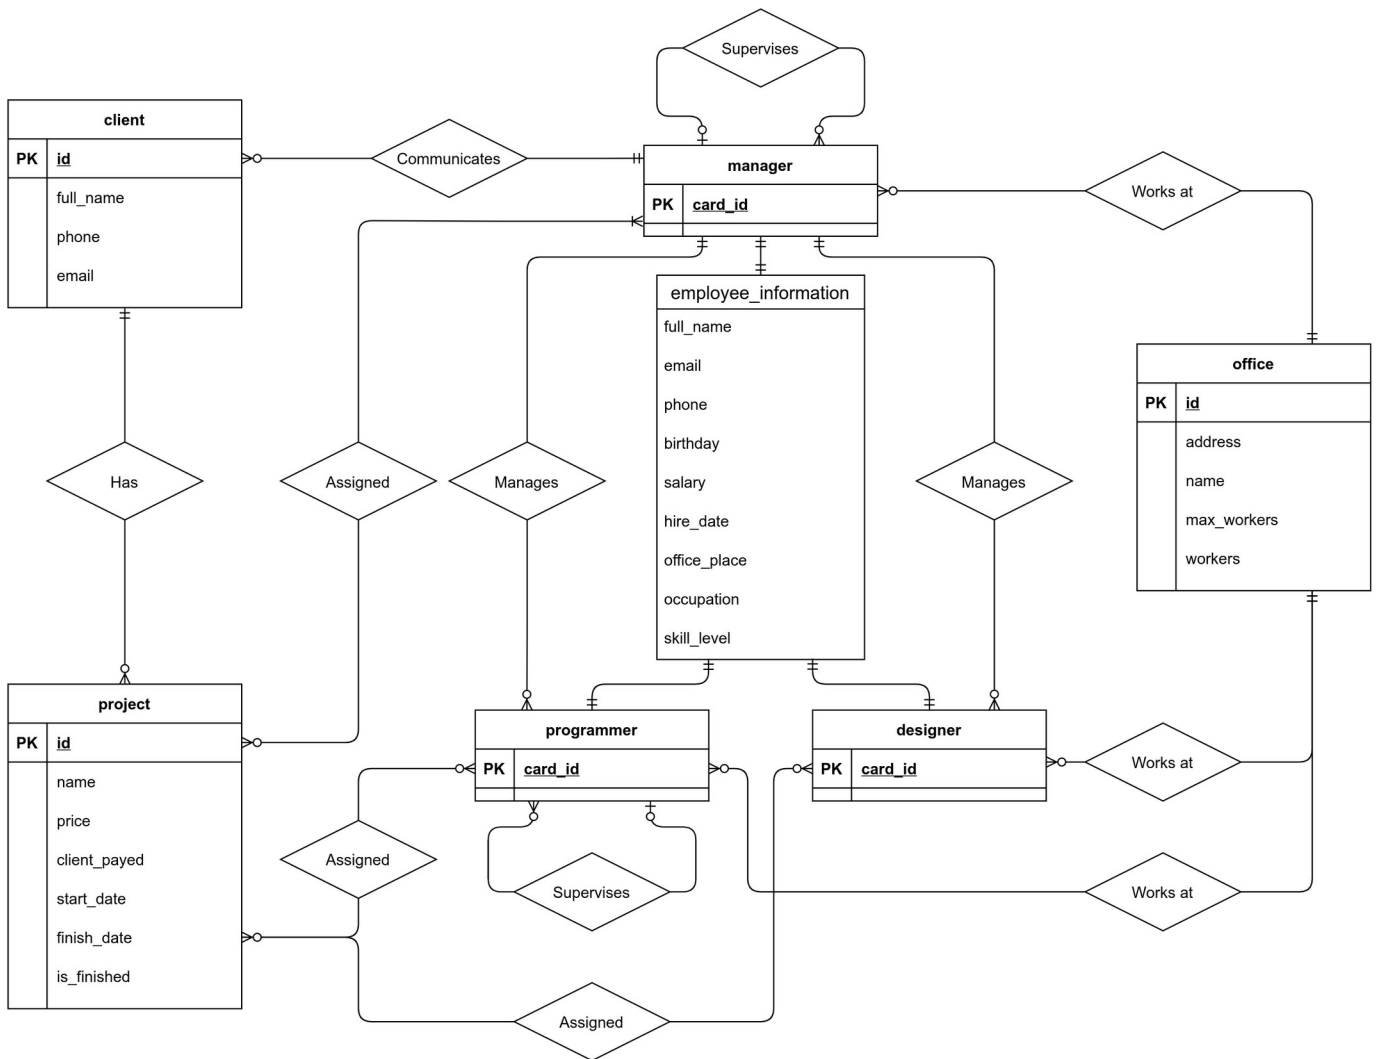 Supervises
client
PK id
full_name
phone
email
Communicates
manager
PK card_id
Works at
employee_information
full_name
email
phone
birthday
salary
hire_date
office_place
occupation
skill_level
office
PK id
address
name
max_workers
workers
Has
Assigned
Manages
Manages
project
PK id
name
price
client_payed
start_date
finish_date
is_finished
programmer
PK card_id
designer
PK card_id
Works at
Assigned
Supervises
Works at
Assigned